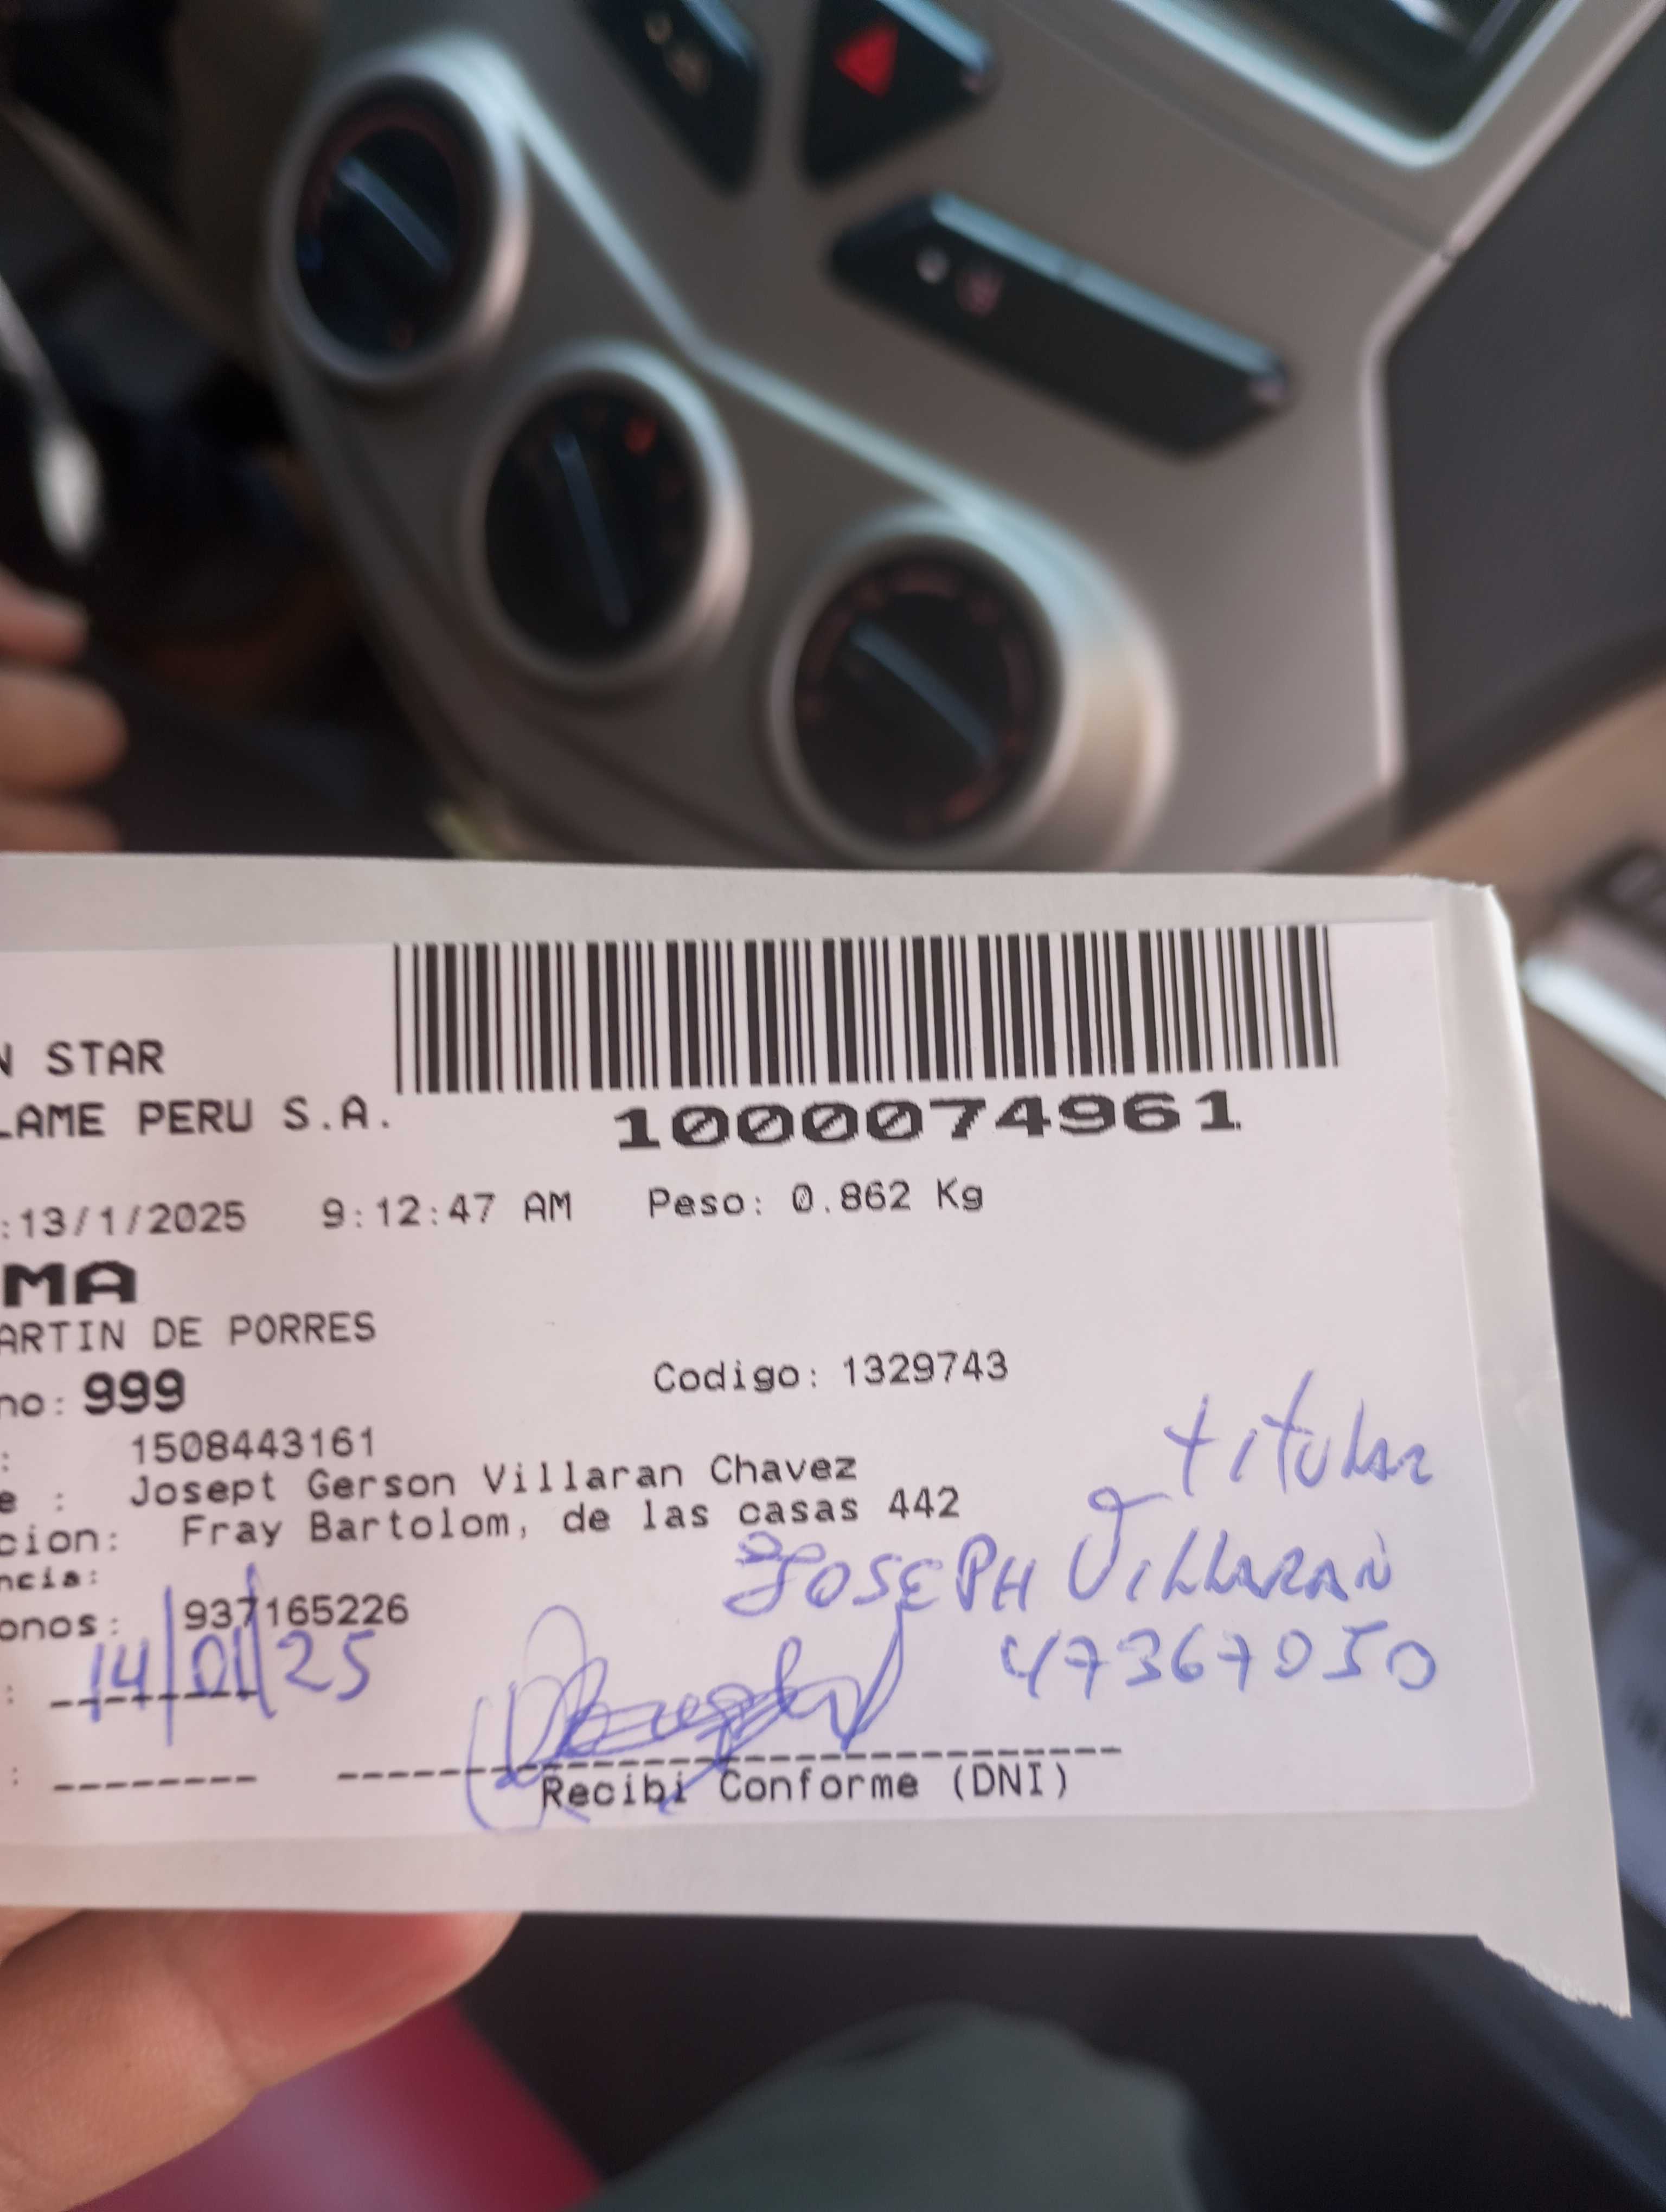 N STAR
LAME PERU S.A.
1000074961
:13/1/2025 9:12:47 AM Peso: 0.862 Kg
MA
ARTIN DE PORRES
no: 999 Codigo: 1329743
: 1508443161
e : Josept Gerson Villaran Chavez
cion: Fray Bartolom, de las casas 442
ncia:
onos: 937165226
titular
JOSEPH VILLARAN
47367050
: 14/01/25
: 
Recibi Conforme (DNI)